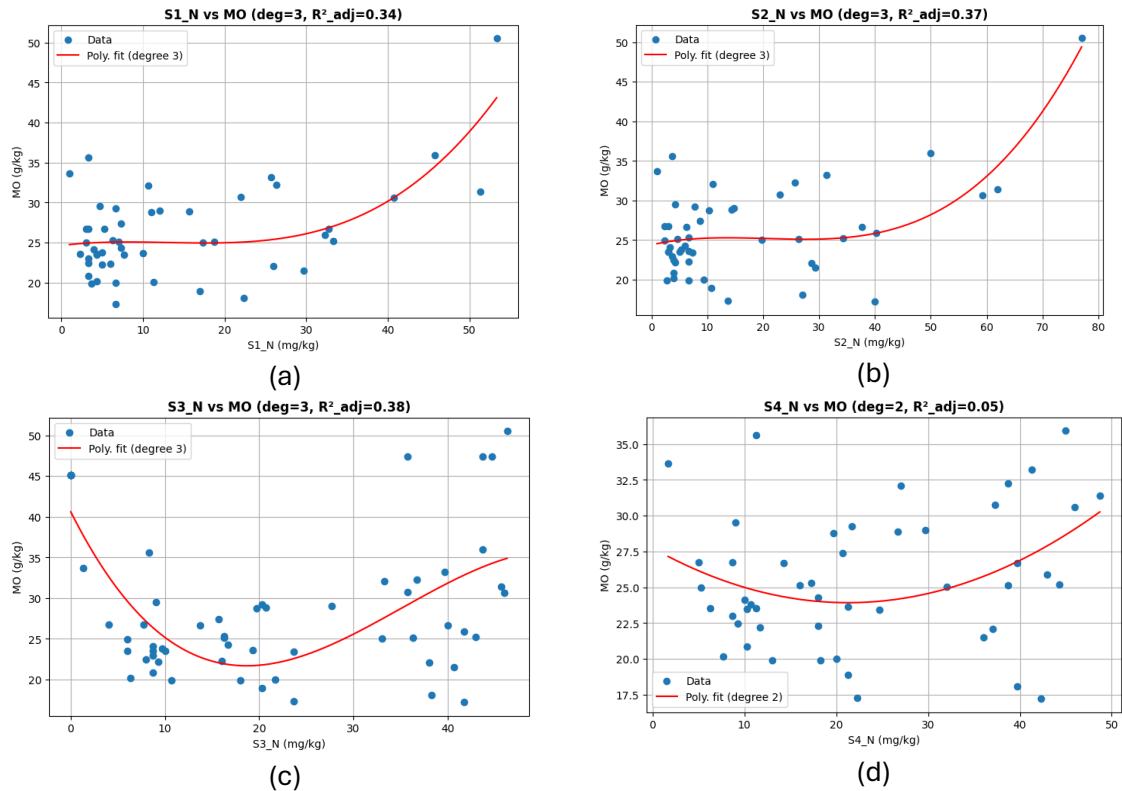 S1_N vs MO (deg=3, R²_adj=0.34)
Data
Poly. fit (degree 3)
50
45
40
35
30
25
20
MO (g/kg)
0 10 20 30 40 50
S1_N (mg/kg)
(a)
S2_N vs MO (deg=3, R²_adj=0.37)
Data
Poly. fit (degree 3)
50
45
40
35
30
25
20
MO (g/kg)
0 10 20 30 40 50 60 70 80
S2_N (mg/kg)
(b)
S3_N vs MO (deg=3, R²_adj=0.38)
Data
Poly. fit (degree 3)
50
45
40
35
30
25
20
MO (g/kg)
0 10 20 30 40
S3_N (mg/kg)
(c)
S4_N vs MO (deg=2, R²_adj=0.05)
35.0
32.5
30.0
27.5
25.0
22.5
20.0
17.5
MO (g/kg)
Data
Poly. fit (degree 2)
0 10 20 30 40 50
S4_N (mg/kg)
(d)